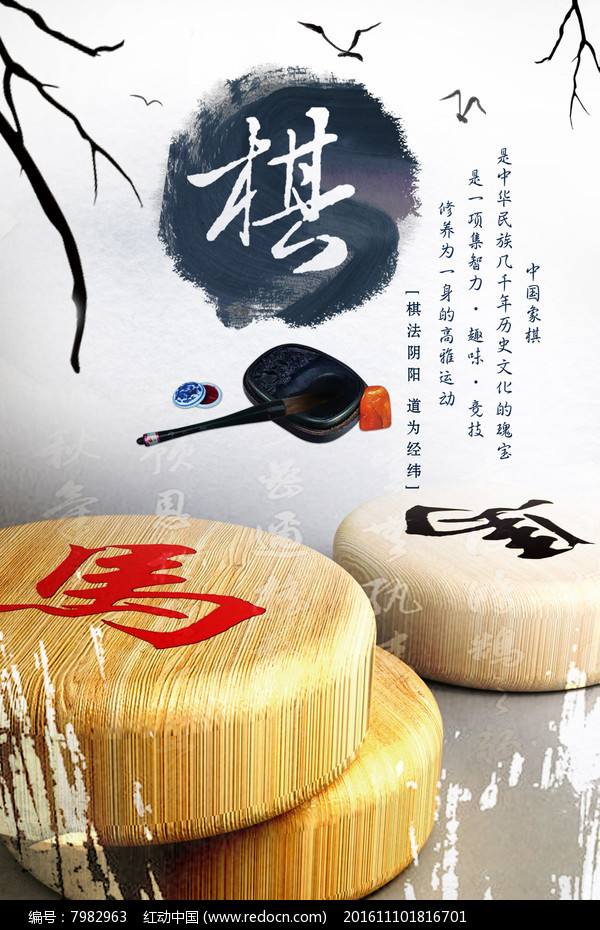 棋
中国象棋
是中华民族几千年历史文化的瑰宝
是一项集智力·趣味·竞技
修养为一身的高雅运动
[棋法阴阳 道为经纬]
馬
编号：7982963 红动中国 (www.redocn.com) 201611101816701